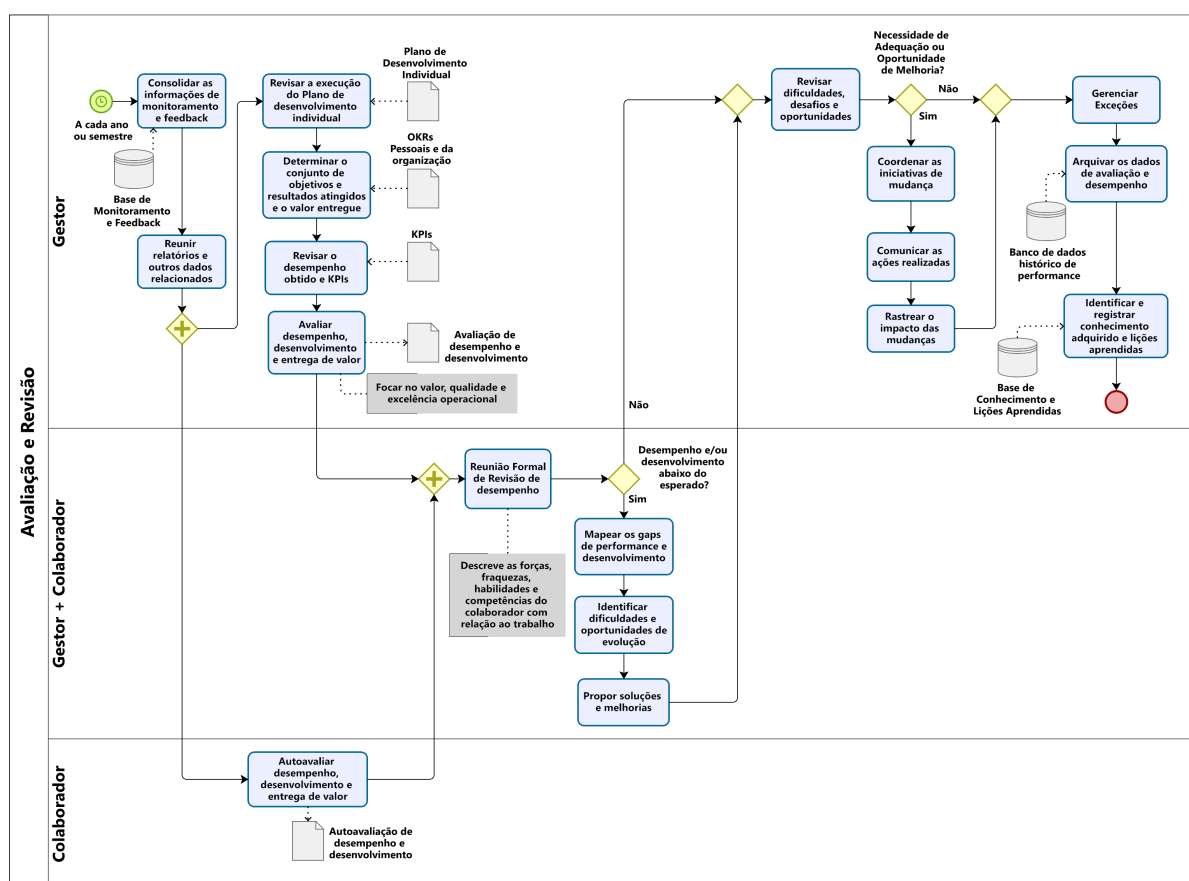 Avaliação e Revisão
Gestor
A cada ano
ou semestre
Consolidar as
informações de
monitoramento
e feedback
Base de
Monitoramento
e Feedback
Reunir
relatórios e
outros dados
relacionados
Revisar a execução
do Plano de
desenvolvimento
individual
Plano de
Desenvolvimento
Individual
Determinar o
conjunto de
objetivos e
resultados atingidos
e o valor entregue
OKRs
Pessoais e da
organização
Revisar o
desempenho
obtido e KPIs
KPIs
Avaliar
desempenho,
desenvolvimento
e entrega de valor
Avaliação de
desempenho e
desenvolvimento
Focar no valor, qualidade e
excelência operacional
Não
Revisar
dificuldades,
desafios e
oportunidades
Necessidade de
Adequação ou
Oportunidade
de Melhoria?
Não
Sim
Coordenar as
iniciativas de
mudança
Comunicar as
ações realizadas
Rastrear o
impacto das
mudanças
Gerenciar
Exceções
Arquivar os dados
de avaliação e
desempenho
Banco de dados
histórico de
performance
Identificar e
registrar
conhecimento
adquirido e lições
aprendidas
Base de
Conhecimento e
Lições Aprendidas
Gestor + Colaborador
Reunião Formal
de Revisão de
desempenho
Descreve as forças,
fraquezas,
habilidades e
competências do
colaborador com
relação ao trabalho
Desempenho e/ou
desenvolvimento
abaixo do
esperado?
Sim
Mapear os gaps
de performance e
desenvolvimento
Identificar
dificuldades e
oportunidades de
evolução
Propor soluções
e melhorias
Colaborador
Autoavaliar
desempenho,
desenvolvimento e
entrega de valor
Autoavaliação de
desempenho e
desenvolvimento